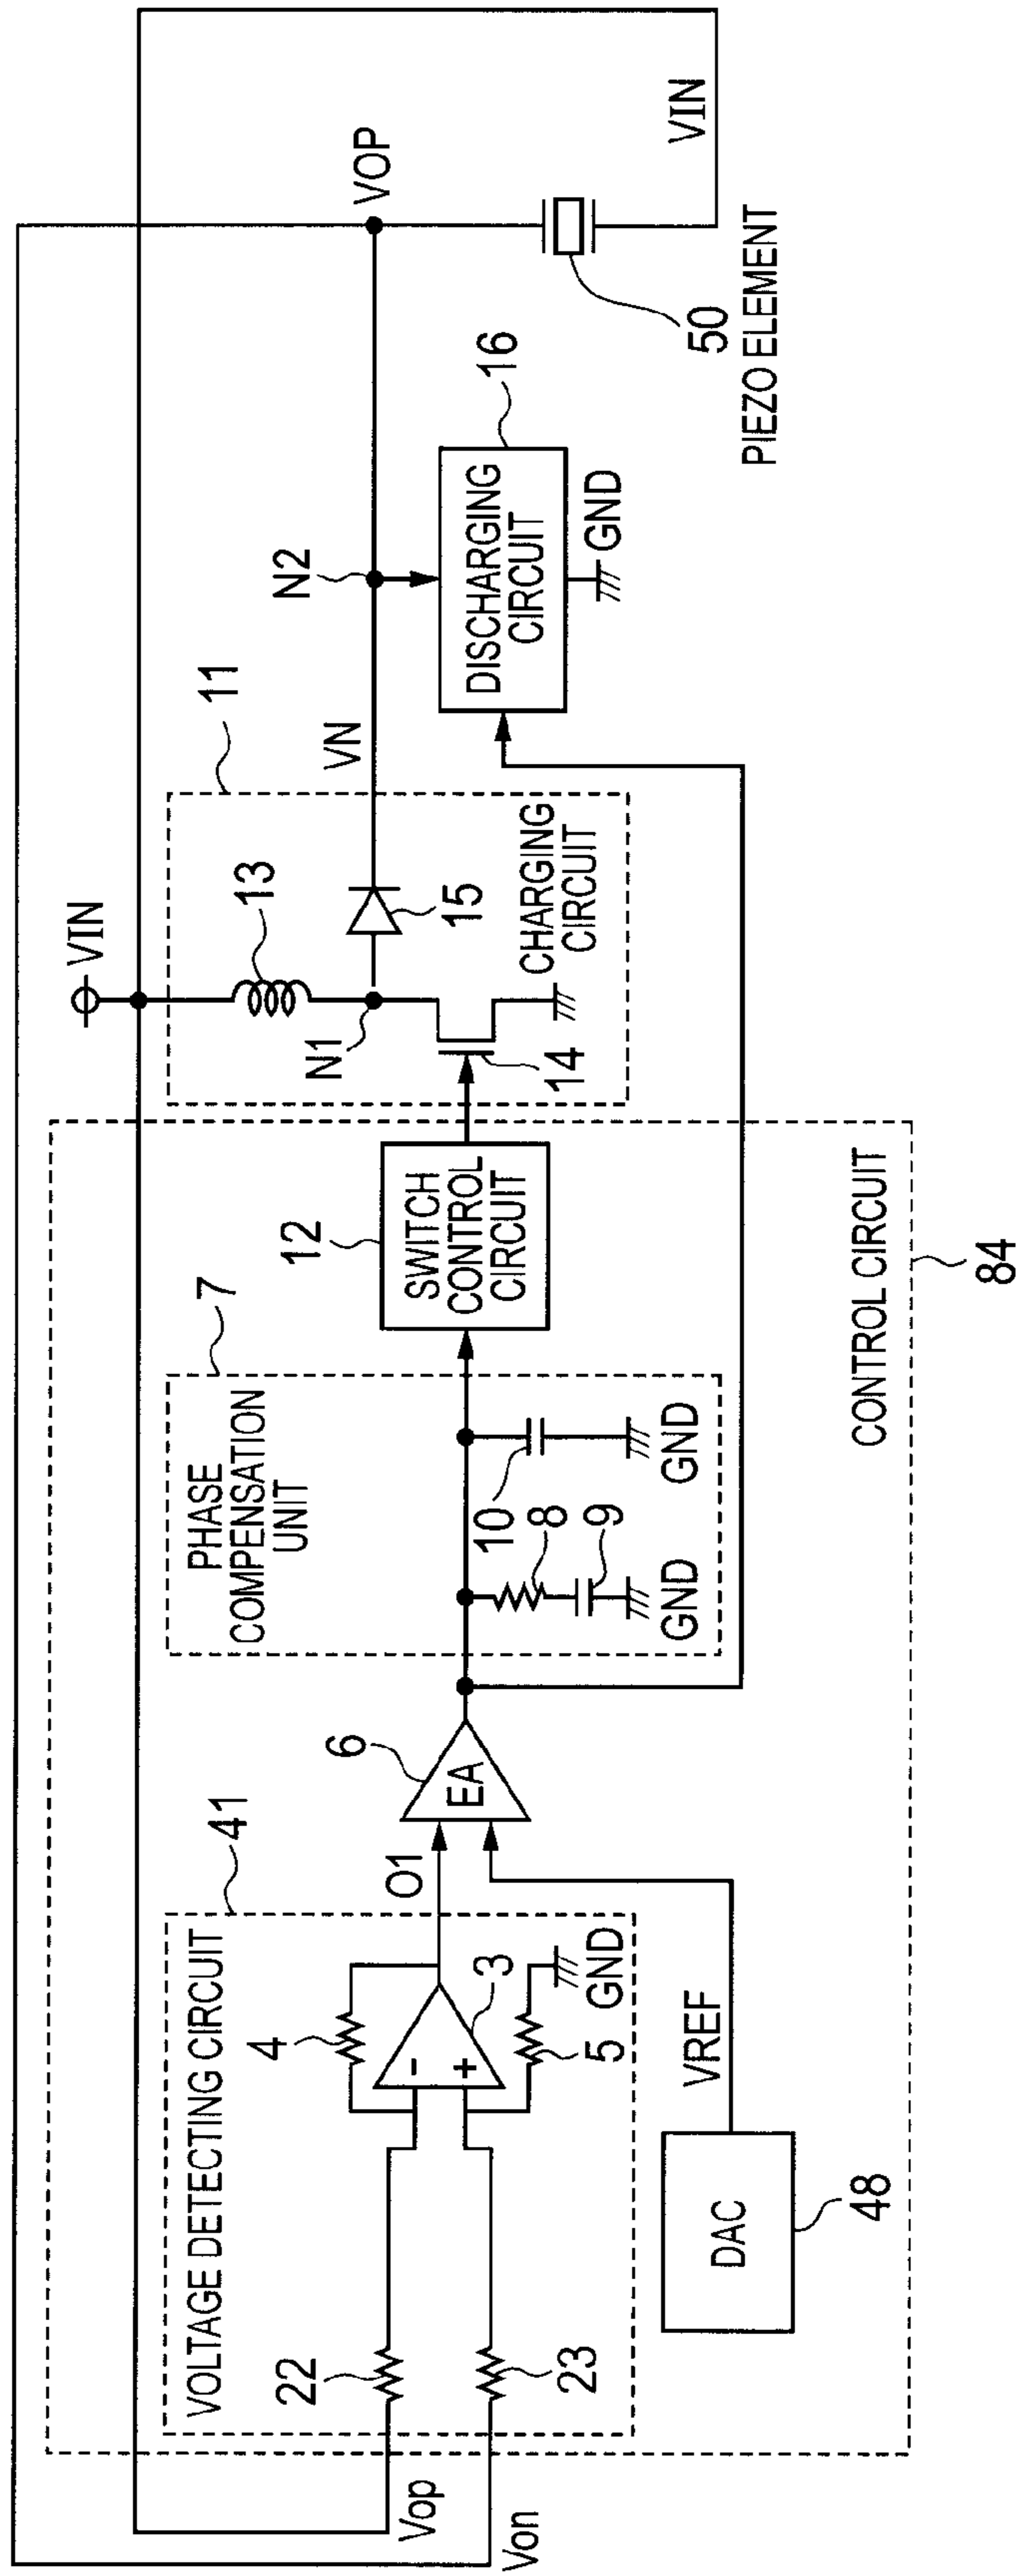 VIN
VOP
VIN
50
PIEZO ELEMENT
16
DISCHARGING
CIRCUIT
GND
N2
VN
11
13
15
CHARGING
CIRCUIT
VIN
N1
14
12
SWITCH
CONTROL
CIRCUIT
7
PHASE
COMPENSATION
UNIT
10
8
9
GND
GND
CONTROL CIRCUIT
84
6
EA
41
O1
VOLTAGE DETECTING CIRCUIT
4
3
-
+
5
GND
VREF
DAC
48
22
23
Vop
Von